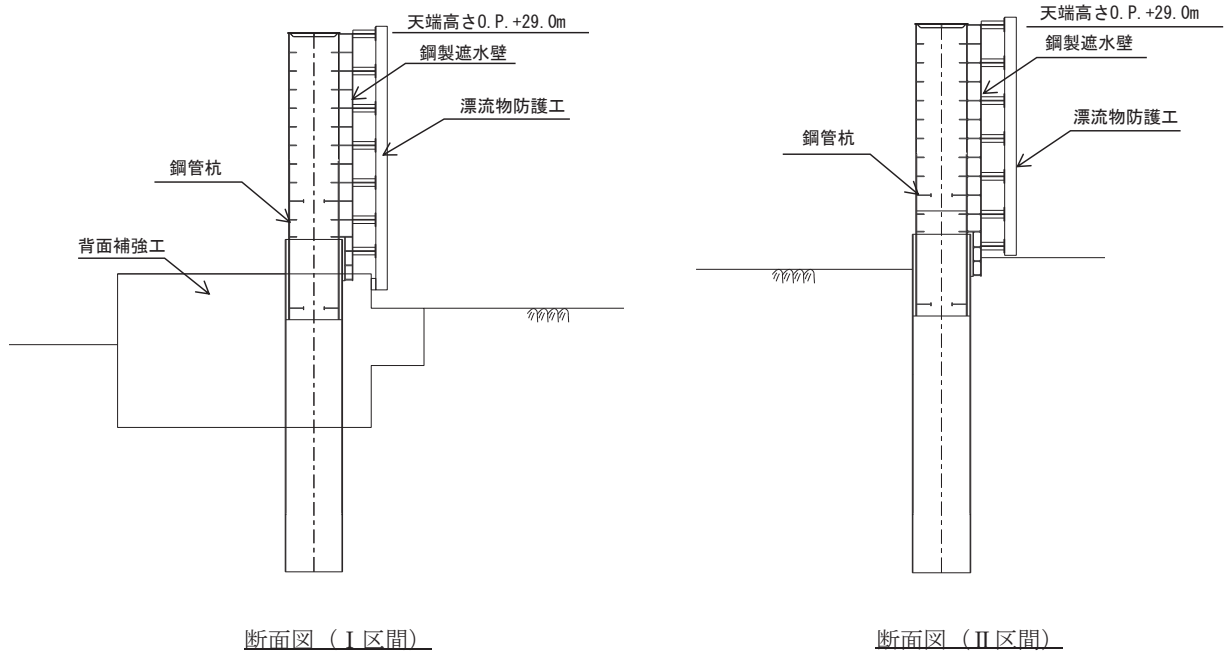 天端高さO.P.+29.0m
鋼製遮水壁
漂流物防護工
鋼管杭
背面補強工
断面図（Ⅰ区間）
天端高さO.P.+29.0m
鋼製遮水壁
漂流物防護工
鋼管杭
断面図（Ⅱ区間）